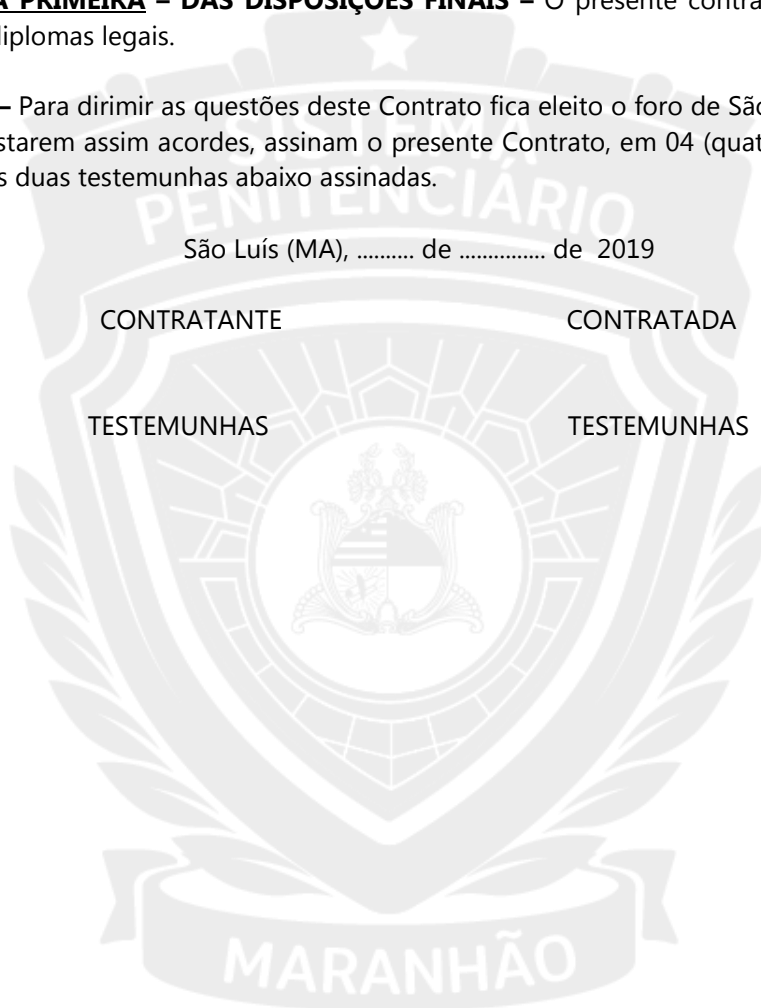 A PRIMEIRA – DAS DISPOSIÇÕES FINAIS – O presente contra
diplomas legais.
– Para dirimir as questões deste Contrato fica eleito o foro de São
starem assim acordes, assinam o presente Contrato, em 04 (quat
s duas testemunhas abaixo assinadas.
SISTEMA
PENITENCIÁRIO
São Luís (MA), .......... de ............... de 2019
CONTRATANTE CONTRATADA
TESTEMUNHAS TESTEMUNHAS
MARANHÃO